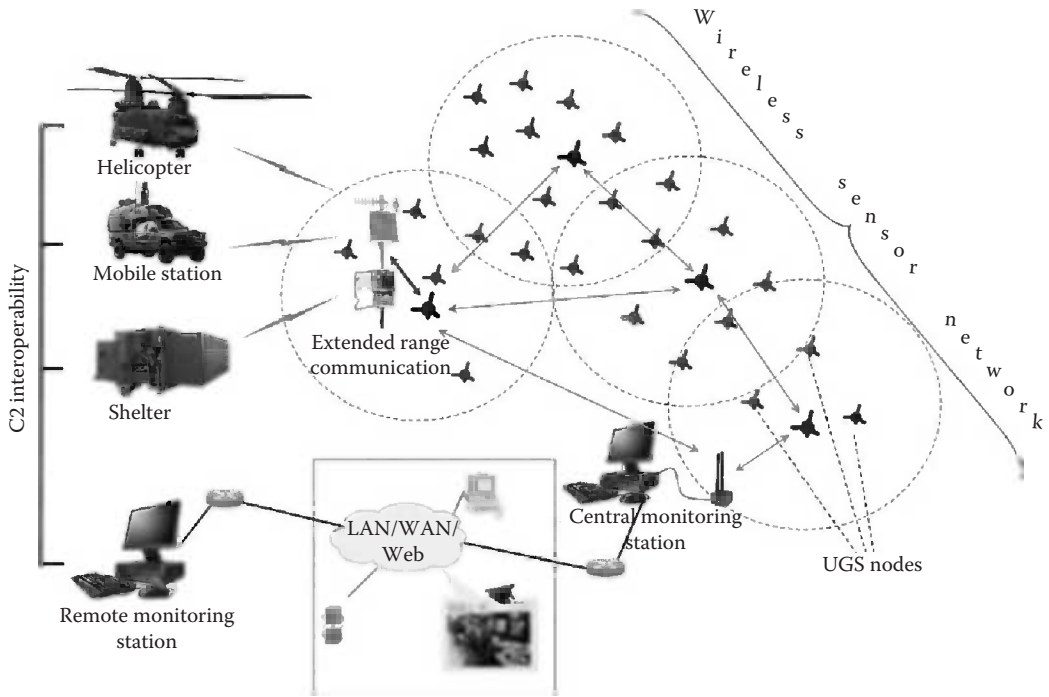 Wireless sensor network
Helicopter
Mobile station
Shelter
C2 interoperability
Extended range
communication
LAN/WAN/
Web
Central monitoring
station
UGS nodes
Remote monitoring
station